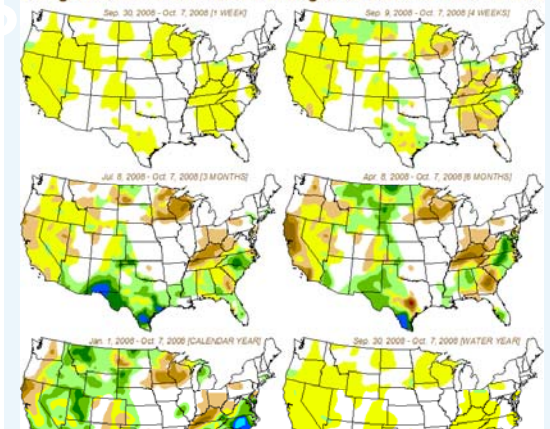 Sep. 30, 2008 - Oct. 7, 2008 [1 WEEK]
Sep. 9, 2008 - Oct. 7, 2008 [4 WEEKS]
Jul. 8, 2008 - Oct. 7, 2008 [3 MONTHS]
Apr. 8, 2008 - Oct. 7, 2008 [6 MONTHS]
Jan. 1, 2008 - Oct. 7, 2008 [CALENDAR YEAR]
Sep. 30, 2008 - Oct. 7, 2008 [WATER YEAR]